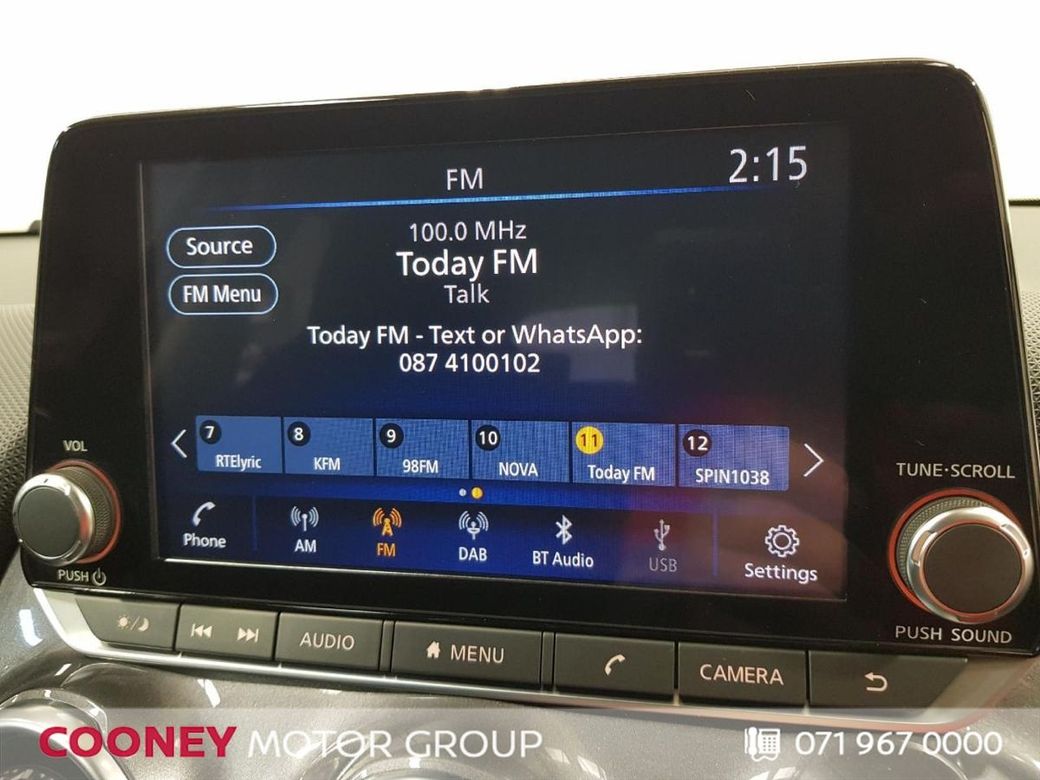 FM
2:15
Source
FM Menu
100.0 MHz
Today FM
Talk
Today FM - Text or WhatsApp:
087 4100102
7 RTElyric
8 KFM
9 98FM
10 NOVA
11 Today FM
12 SPIN1038
Phone
AM
FM
DAB
BT Audio
USB
Settings
VOL
PUSH
TUNE·SCROLL
PUSH SOUND
AUDIO
MENU
CAMERA
COONEY MOTOR GROUP
071 967 0000